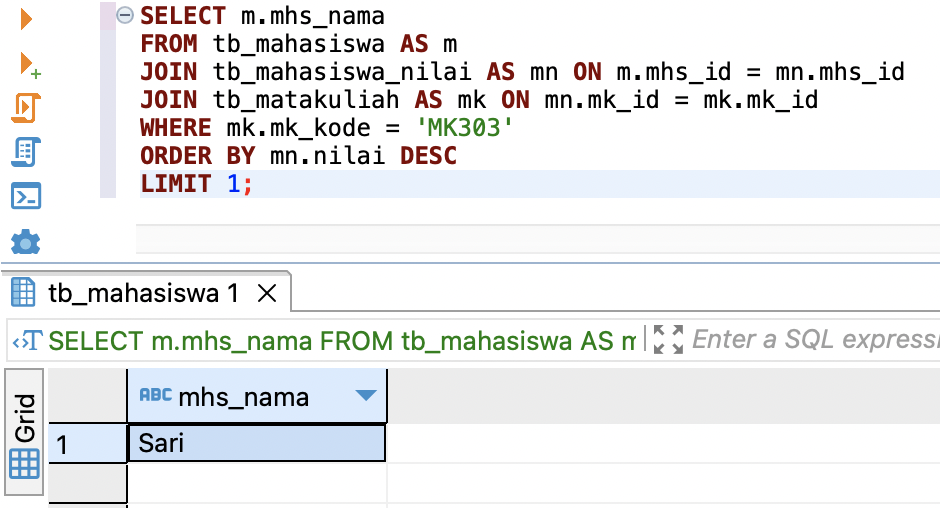 SELECT m.mhs_nama
FROM tb_mahasiswa AS m
JOIN tb_mahasiswa_nilai AS mn ON m.mhs_id = mn.mhs_id
JOIN tb_matakuliah AS mk ON mn.mk_id = mk.mk_id
WHERE mk.mk_kode = 'MK303'
ORDER BY mn.nilai DESC
LIMIT 1;
tb_mahasiswa 1
SELECT m.mhs_nama FROM tb_mahasiswa AS m
Enter a SQL expressi
Grid
ABC mhs_nama
1 Sari